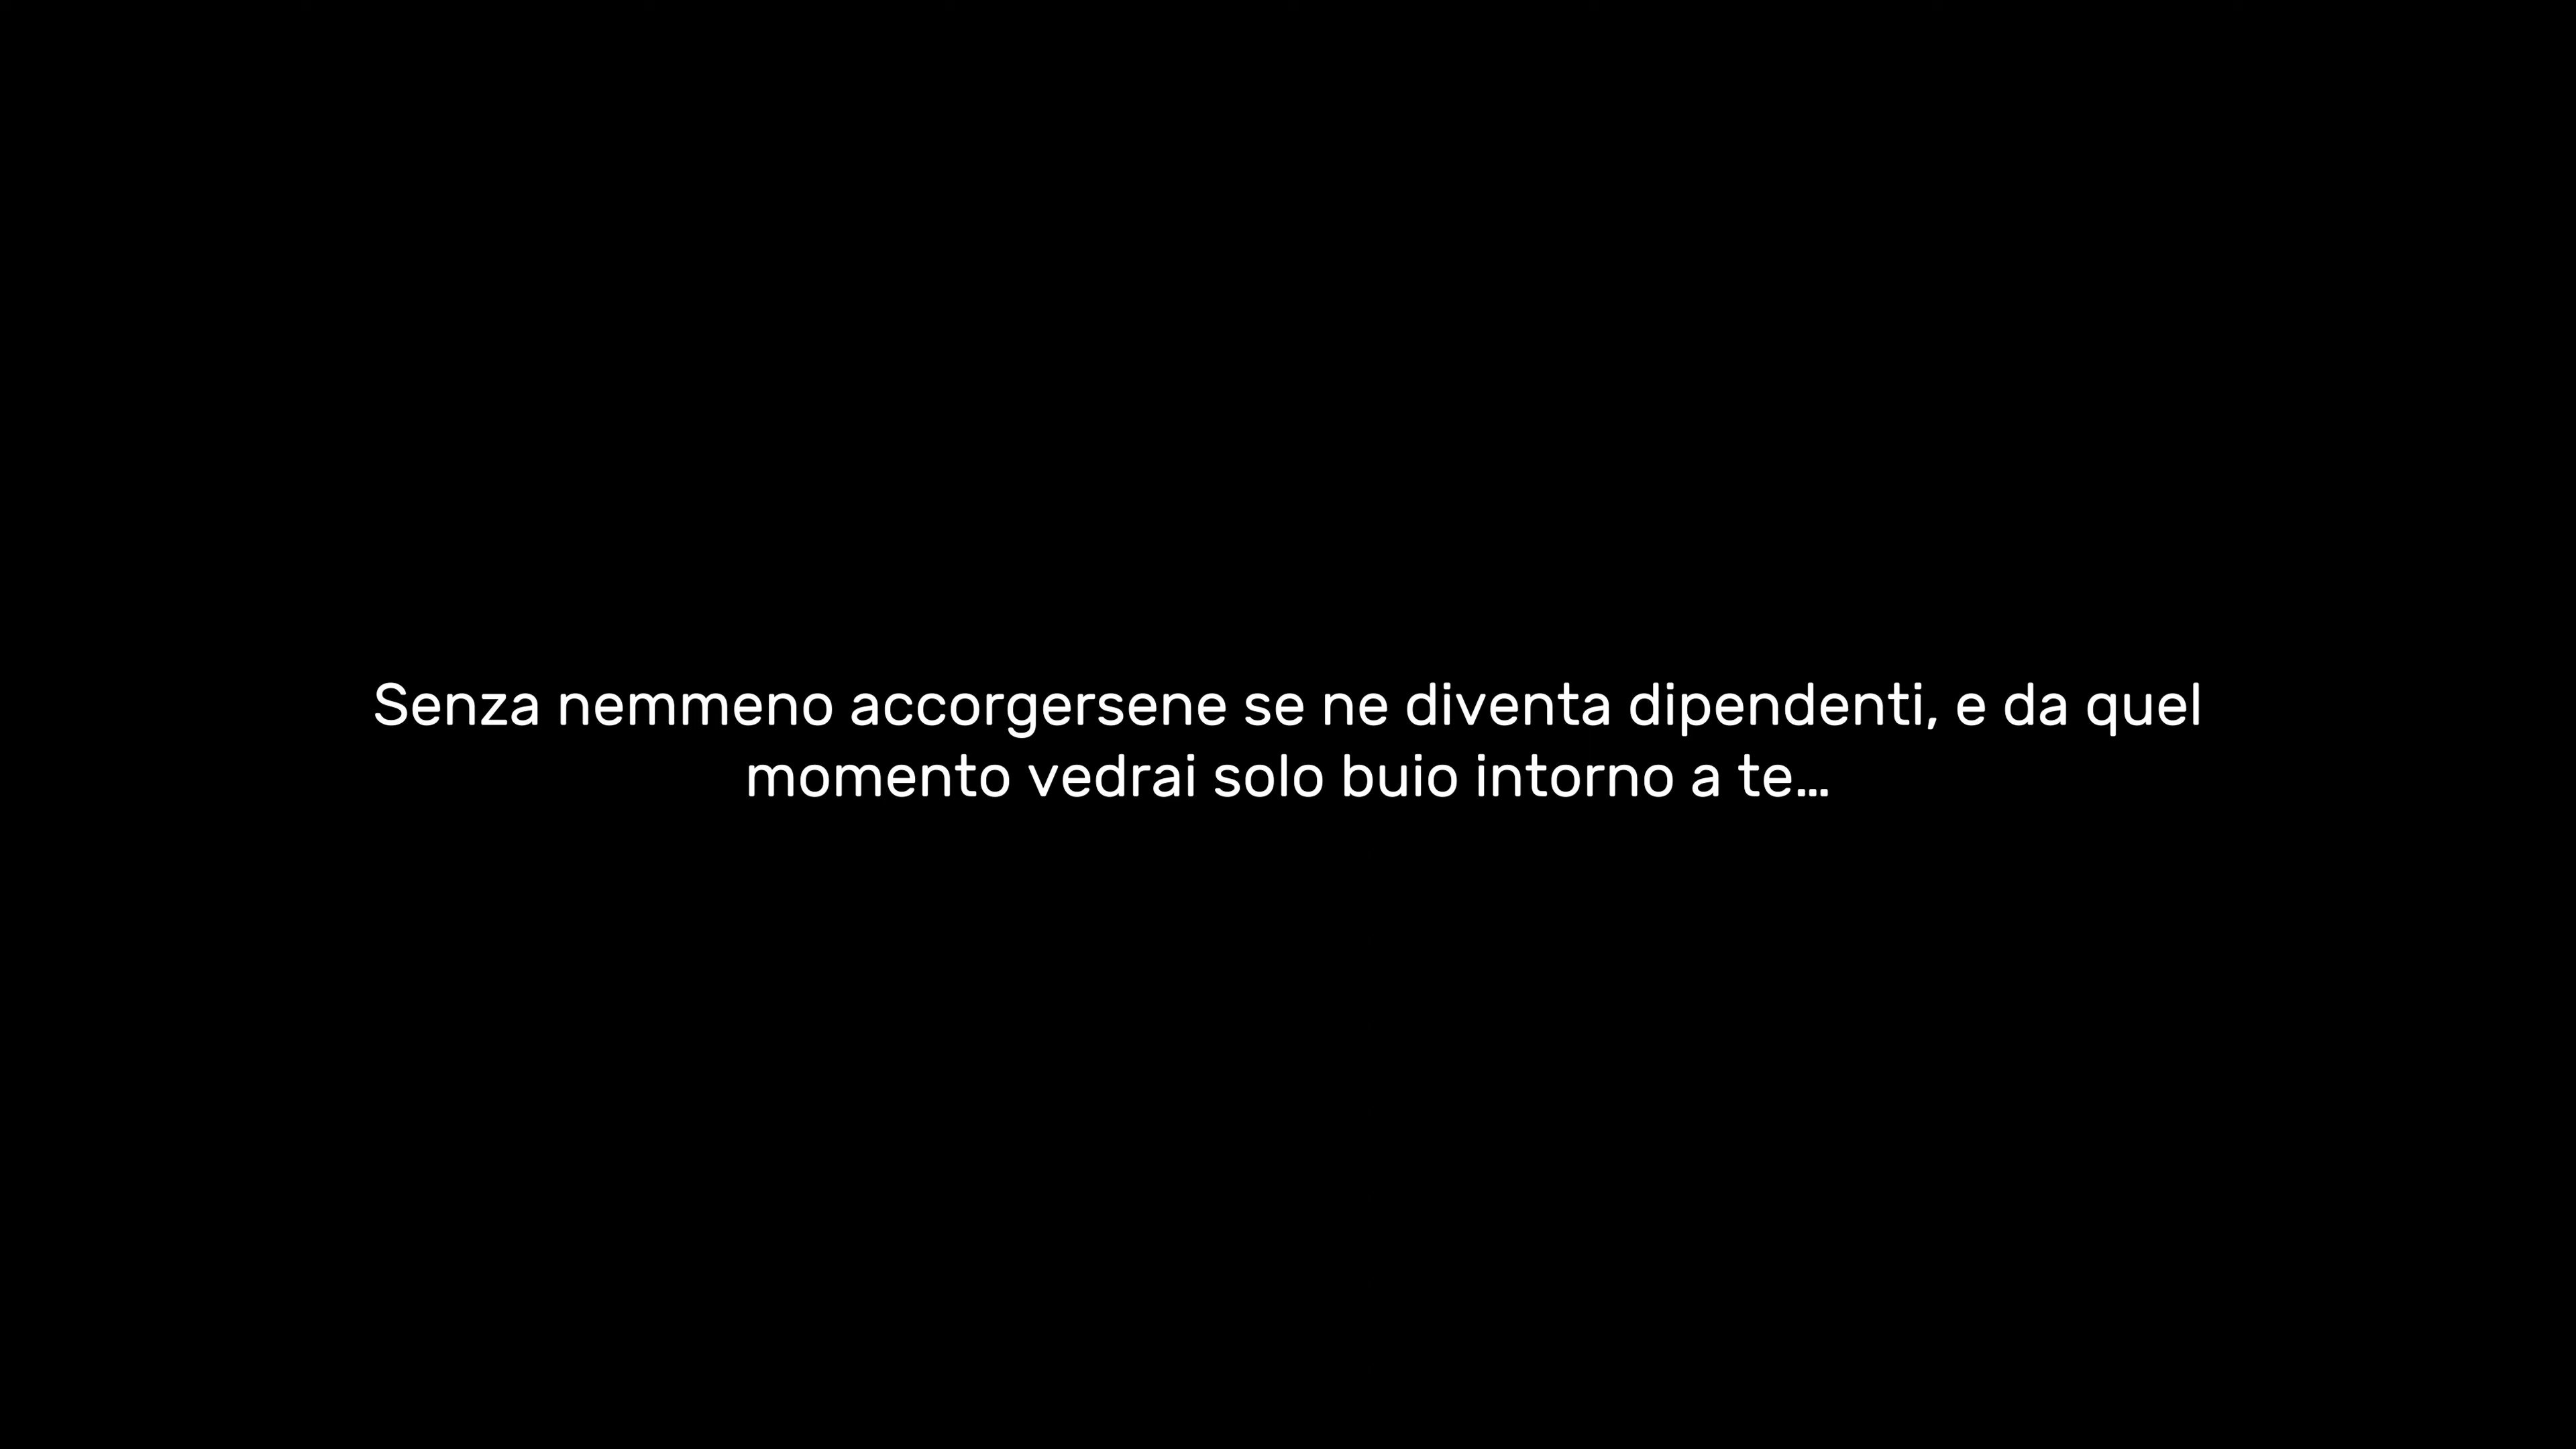 Senza nemmeno accorgersene se ne diventa dipendenti, e da quel
momento vedrai solo buio intorno a te...